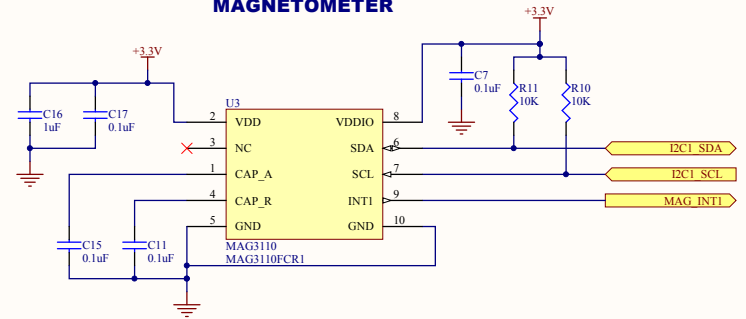 MAGNETOMETER
+3.3V
+3.3V
C16
1uF
C17
0.1uF
C7
0.1uF
R11
10K
R10
10K
U3
2 VDD VDDIO 8
3 NC SDA 6
1 CAP_A SCL 7
4 CAP_R INT1 9
5 GND GND 10
I2C1_SDA
I2C1_SCL
MAG_INT1
MAG3110
MAG3110FCR1
C15
0.1uF
C11
0.1uF